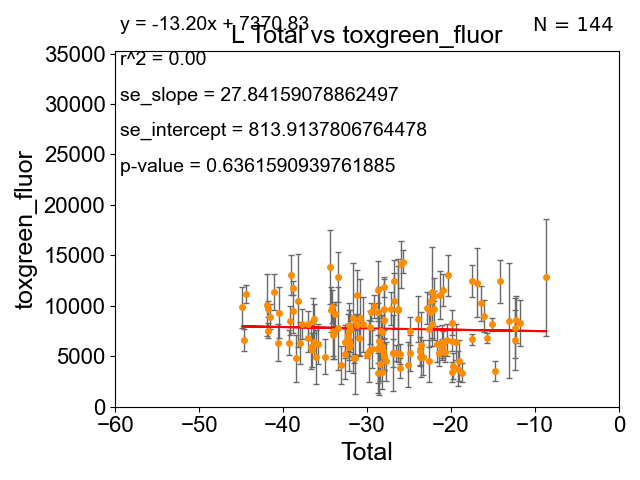 y = -13.20x + 7370.83
N = 144
L Total vs toxgreen_fluor
r^2 = 0.00
se_slope = 27.84159078862497
se_intercept = 813.9137806764478
p-value = 0.6361590939761885
35000
30000
25000
20000
15000
10000
5000
0
toxgreen_fluor
−60
−50
−40
−30
−20
−10
0
Total